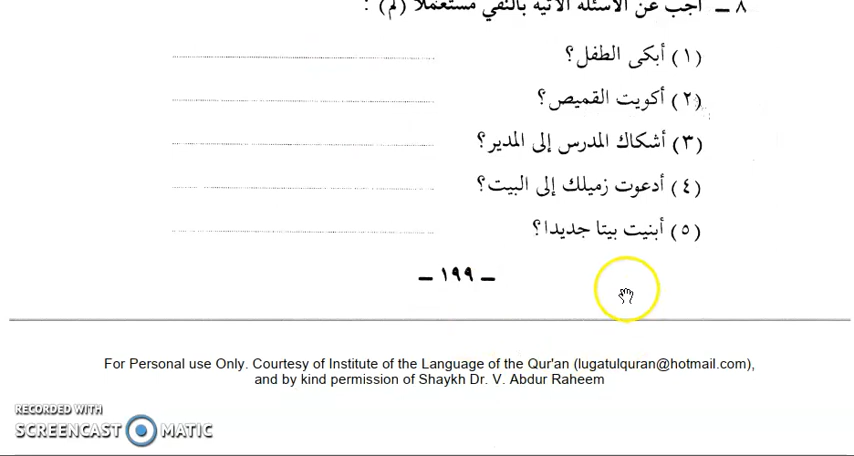 ٨ ــ أجب عن الأسئلة الآتية بالنفي مستعملا (لم) :
(١) أبكى الطفل؟
(٢) أكويت القميص؟
(٣) أشكاك المدرس إلى المدير؟
(٤) أدعوت زميلك إلى البيت؟
(٥) أبنيت بيتا جديدا؟
ــ ١٩٩ ــ
For Personal use Only. Courtesy of Institute of the Language of the Qur'an (lugatulquran@hotmail.com),
and by kind permission of Shaykh Dr. V. Abdur Raheem
RECORDED WITH
SCREENCAST MATIC